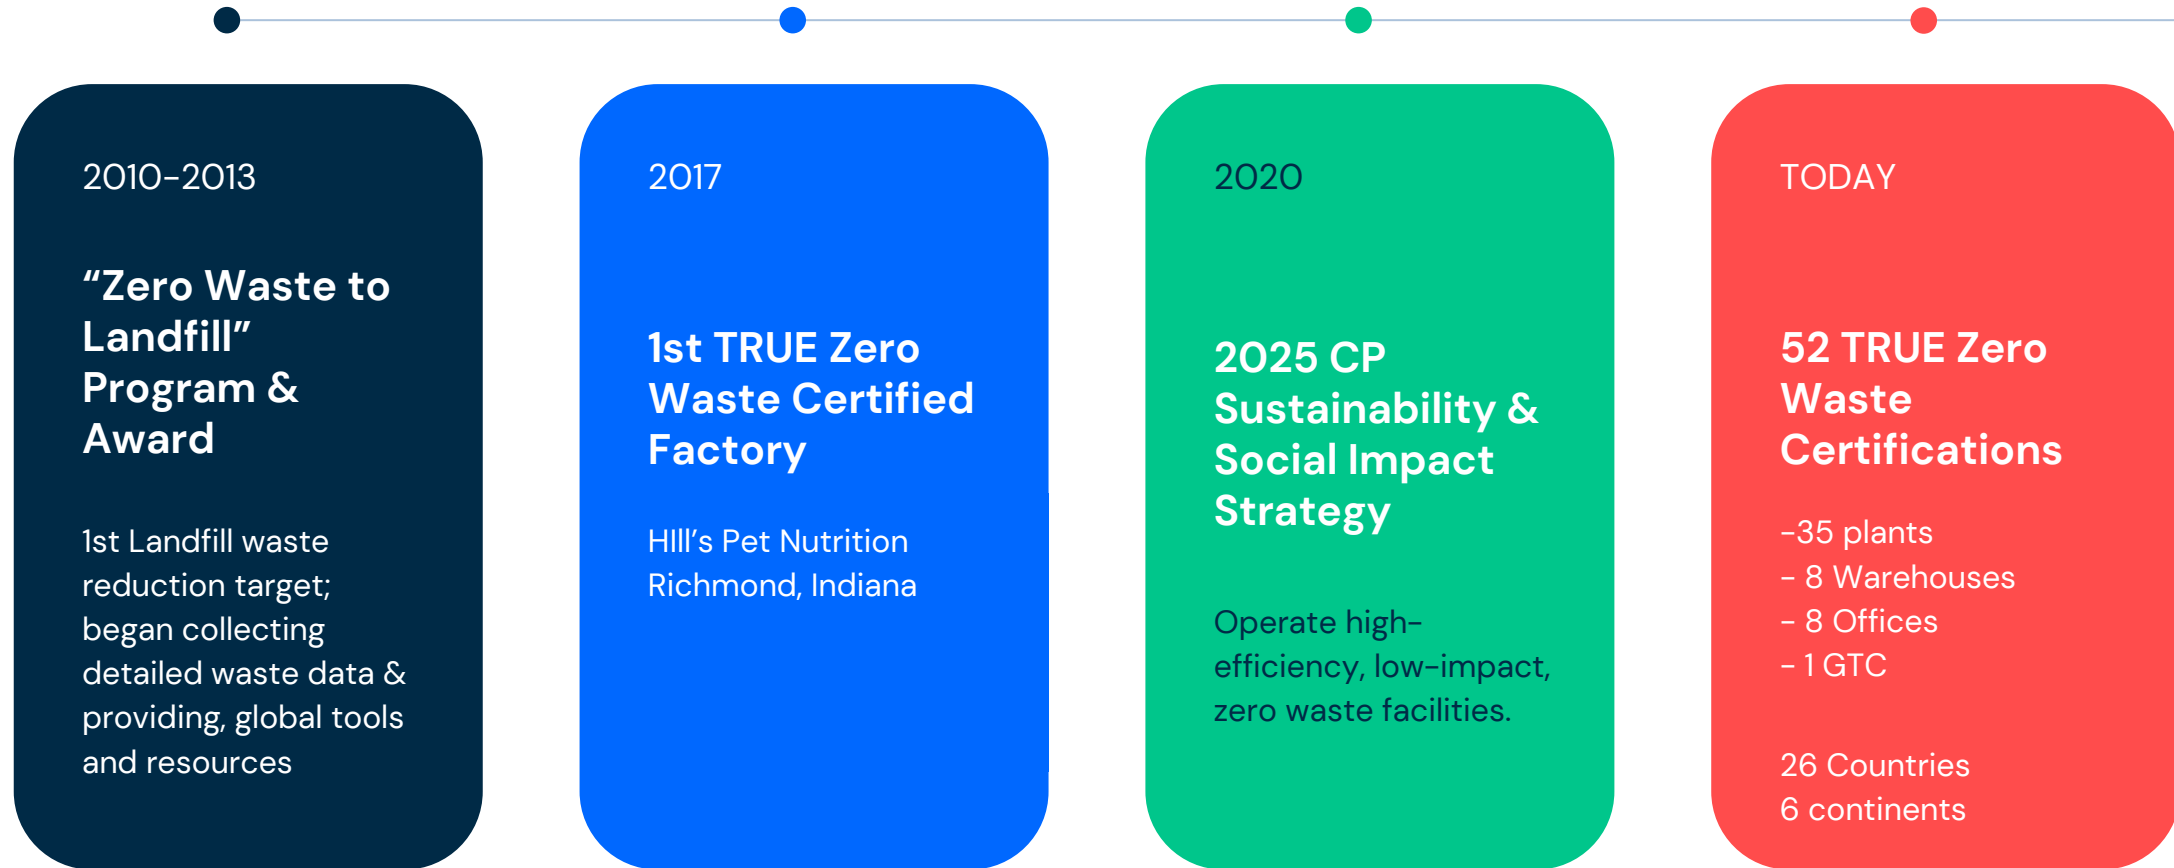 2010-2013
“Zero Waste to
Landfill”
Program &
Award
1st Landfill waste
reduction target;
began collecting
detailed waste data &
providing, global tools
and resources
2017
1st TRUE Zero
Waste Certified
Factory
HIll’s Pet Nutrition
Richmond, Indiana
2020
2025 CP
Sustainability &
Social Impact
Strategy
Operate high-
efficiency, low-impact,
zero waste facilities.
TODAY
52 TRUE Zero
Waste
Certifications
-35 plants
- 8 Warehouses
- 8 Offices
- 1 GTC
26 Countries
6 continents